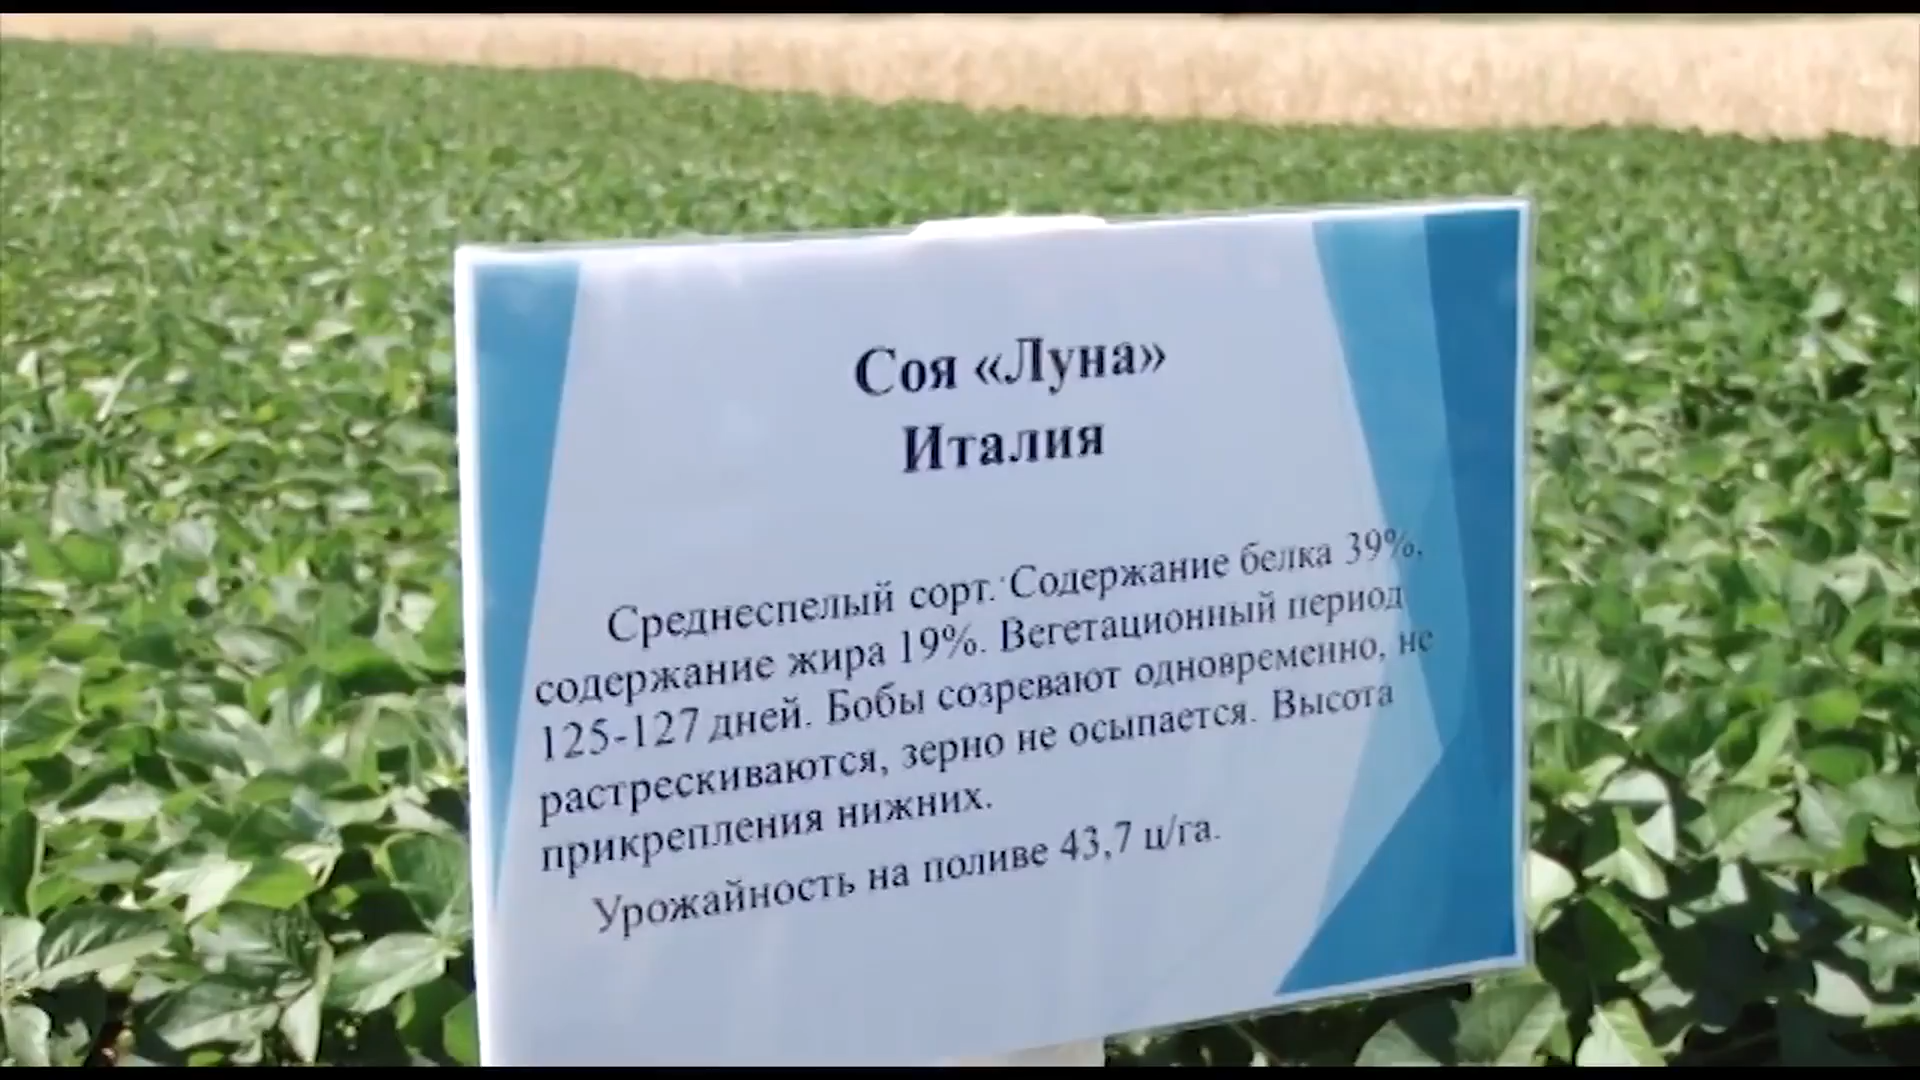 Соя «Луна»
Италия
Среднеспелый сорт. Содержание белка 39%,
содержание жира 19%. Вегетационный период
125-127 дней. Бобы созревают одновременно, не
растрескиваются, зерно не осыпается. Высота
прикрепления нижних.
Урожайность на поливе 43,7 ц/га.